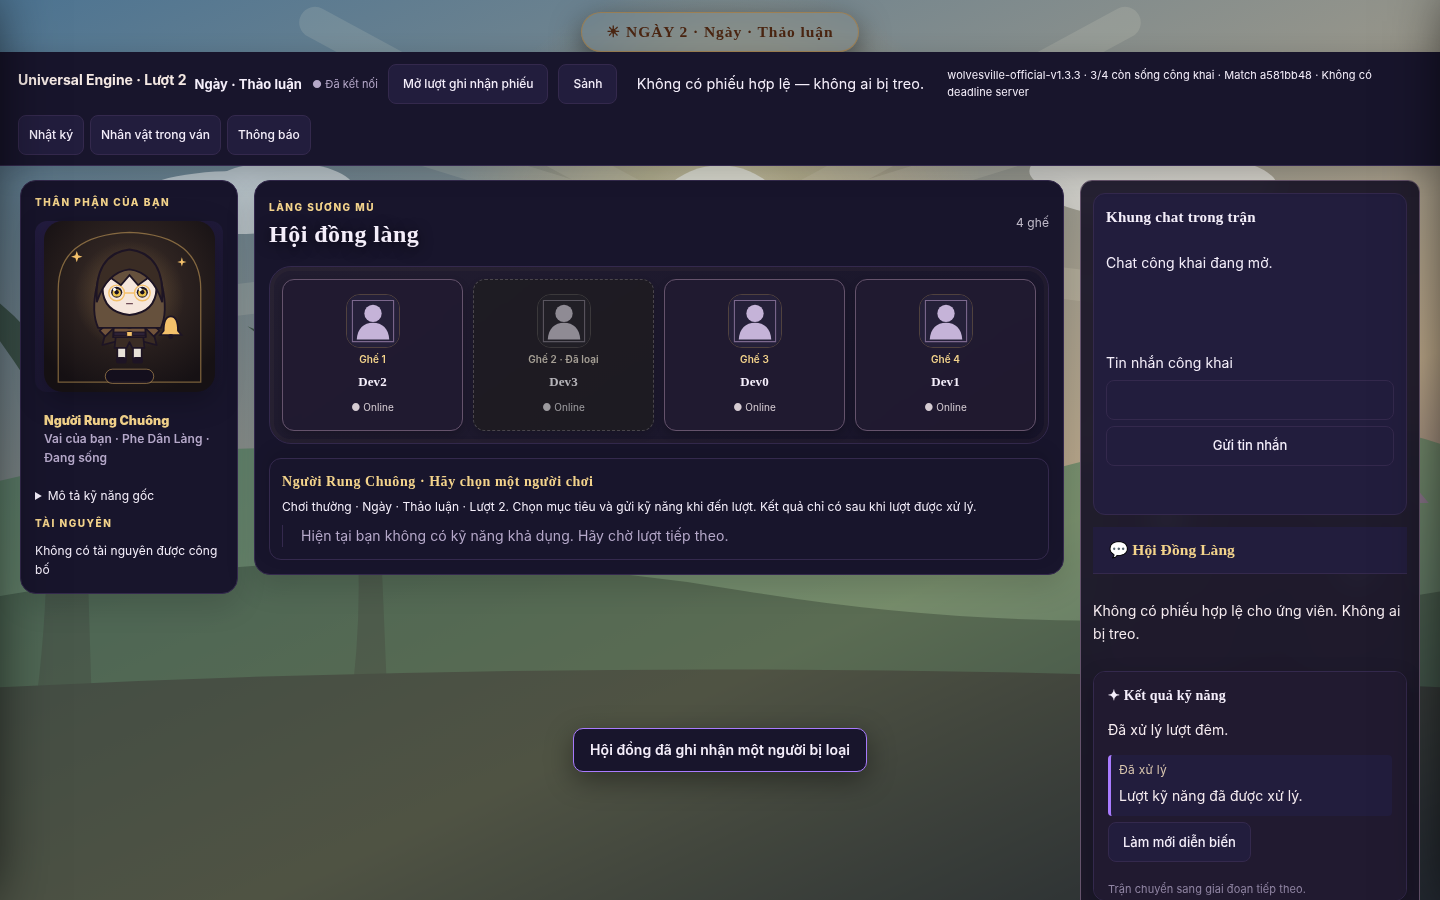 ☀ NGÀY 2 · Ngày · Thảo luận
Universal Engine · Lượt 2
Ngày · Thảo luận
Đã kết nối
Mở lượt ghi nhận phiếu
Sảnh
Không có phiếu hợp lệ — không ai bị treo.
wolvesville-official-v1.3.3 · 3/4 còn sống công khai · Match a581bb48 · Không có
deadline server
Nhật ký
Nhân vật trong ván
Thông báo
THÂN PHẬN CỦA BẠN
Người Rung Chuông
Vai của bạn · Phe Dân Làng ·
Đang sống
▶ Mô tả kỹ năng gốc
TÀI NGUYÊN
Không có tài nguyên được công
bố
LÀNG SƯƠNG MÙ
Hội đồng làng
4 ghế
Ghế 1
Dev2
Online
Ghế 2 · Đã loại
Dev3
Online
Ghế 3
Dev0
Online
Ghế 4
Dev1
Online
Người Rung Chuông · Hãy chọn một người chơi
Chơi thường · Ngày · Thảo luận · Lượt 2. Chọn mục tiêu và gửi kỹ năng khi đến lượt. Kết quả chỉ có sau khi lượt được xử lý.
Hiện tại bạn không có kỹ năng khả dụng. Hãy chờ lượt tiếp theo.
Hội đồng đã ghi nhận một người bị loại
Khung chat trong trận
Chat công khai đang mở.
Tin nhắn công khai
Gửi tin nhắn
💬 Hội Đồng Làng
Không có phiếu hợp lệ cho ứng viên. Không ai
bị treo.
✦ Kết quả kỹ năng
Đã xử lý lượt đêm.
Đã xử lý
Lượt kỹ năng đã được xử lý.
Làm mới diễn biến
Trận chuyển sang giai đoạn tiếp theo.